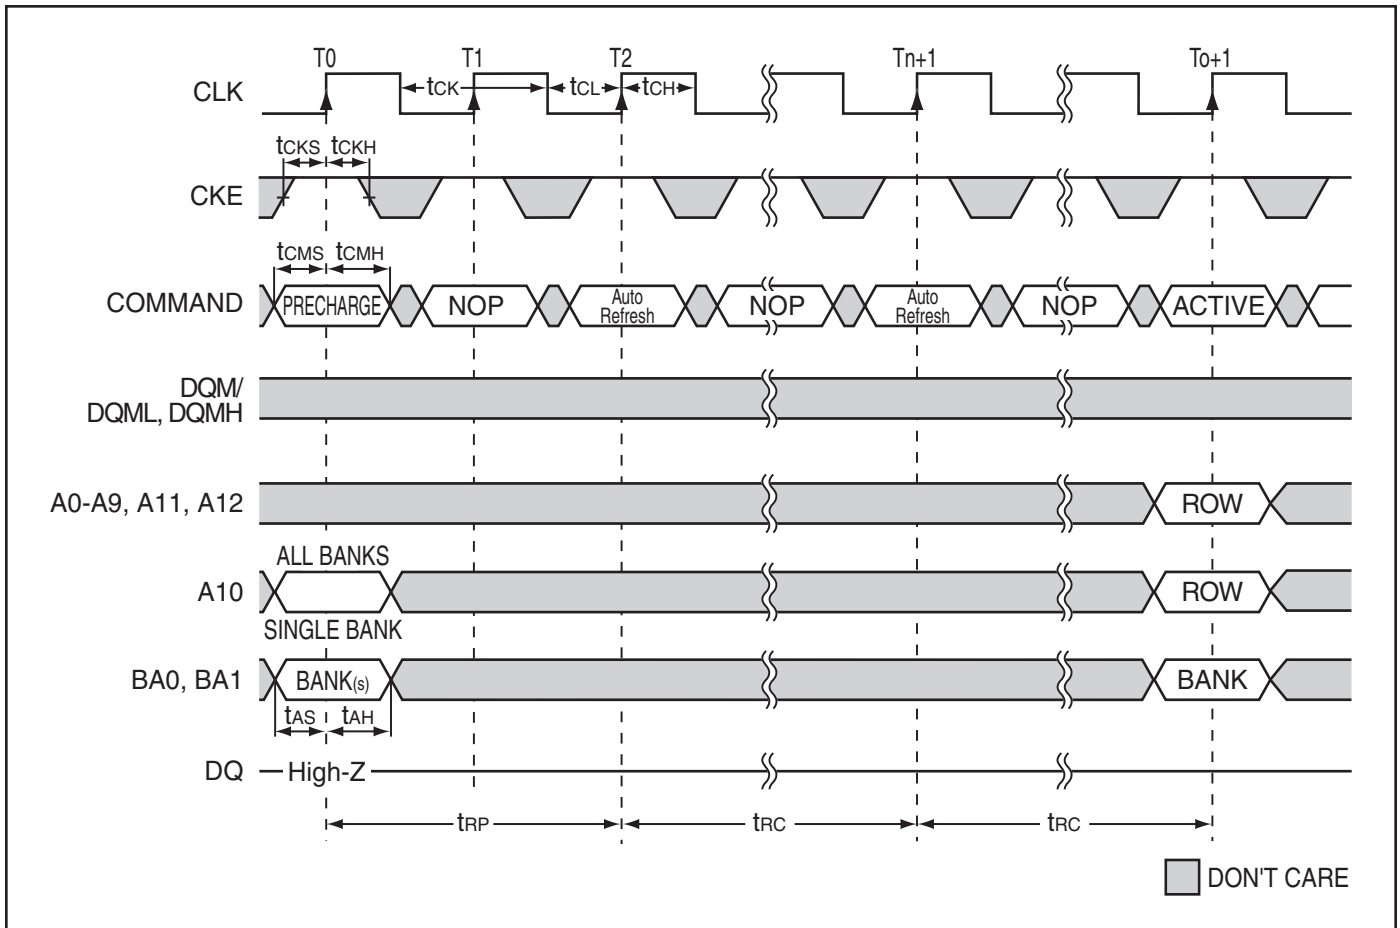 T0 T1 T2 Tn+1 To+1
CLK tCK tCL tCH
tCKS tCKH
CKE
tCMS tCMH
COMMAND PRECHARGE NOP Auto Refresh NOP Auto Refresh NOP ACTIVE
DQM/
DQML, DQMH
A0-A9, A11, A12 ROW
ALL BANKS
A10 ROW
SINGLE BANK
BA0, BA1 BANK(s) BANK
tAS tAH
DQ High-Z
tRP tRC tRC
DON'T CARE